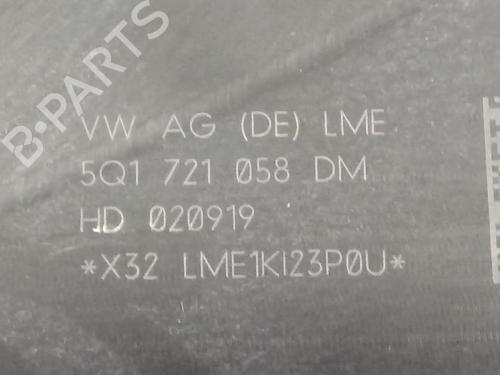 B-PARTS
VW AG (DE) LME
5Q1 721 058 DM
HD 020919
*X32 LME1KI23P0U*